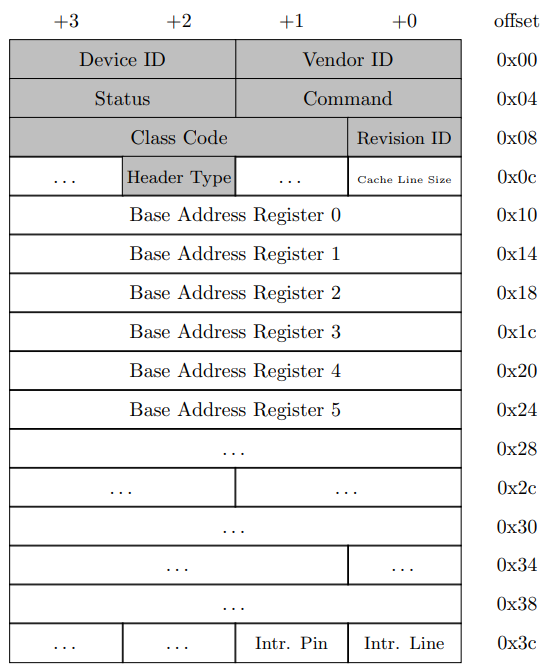 +3 +2 +1 +0 offset
Device ID Vendor ID 0x00
Status Command 0x04
Class Code Revision ID 0x08
... Header Type ... Cache Line Size 0x0c
Base Address Register 0 0x10
Base Address Register 1 0x14
Base Address Register 2 0x18
Base Address Register 3 0x1c
Base Address Register 4 0x20
Base Address Register 5 0x24
... 0x28
... ... 0x2c
... 0x30
... ... 0x34
... 0x38
... ... Intr. Pin Intr. Line 0x3c